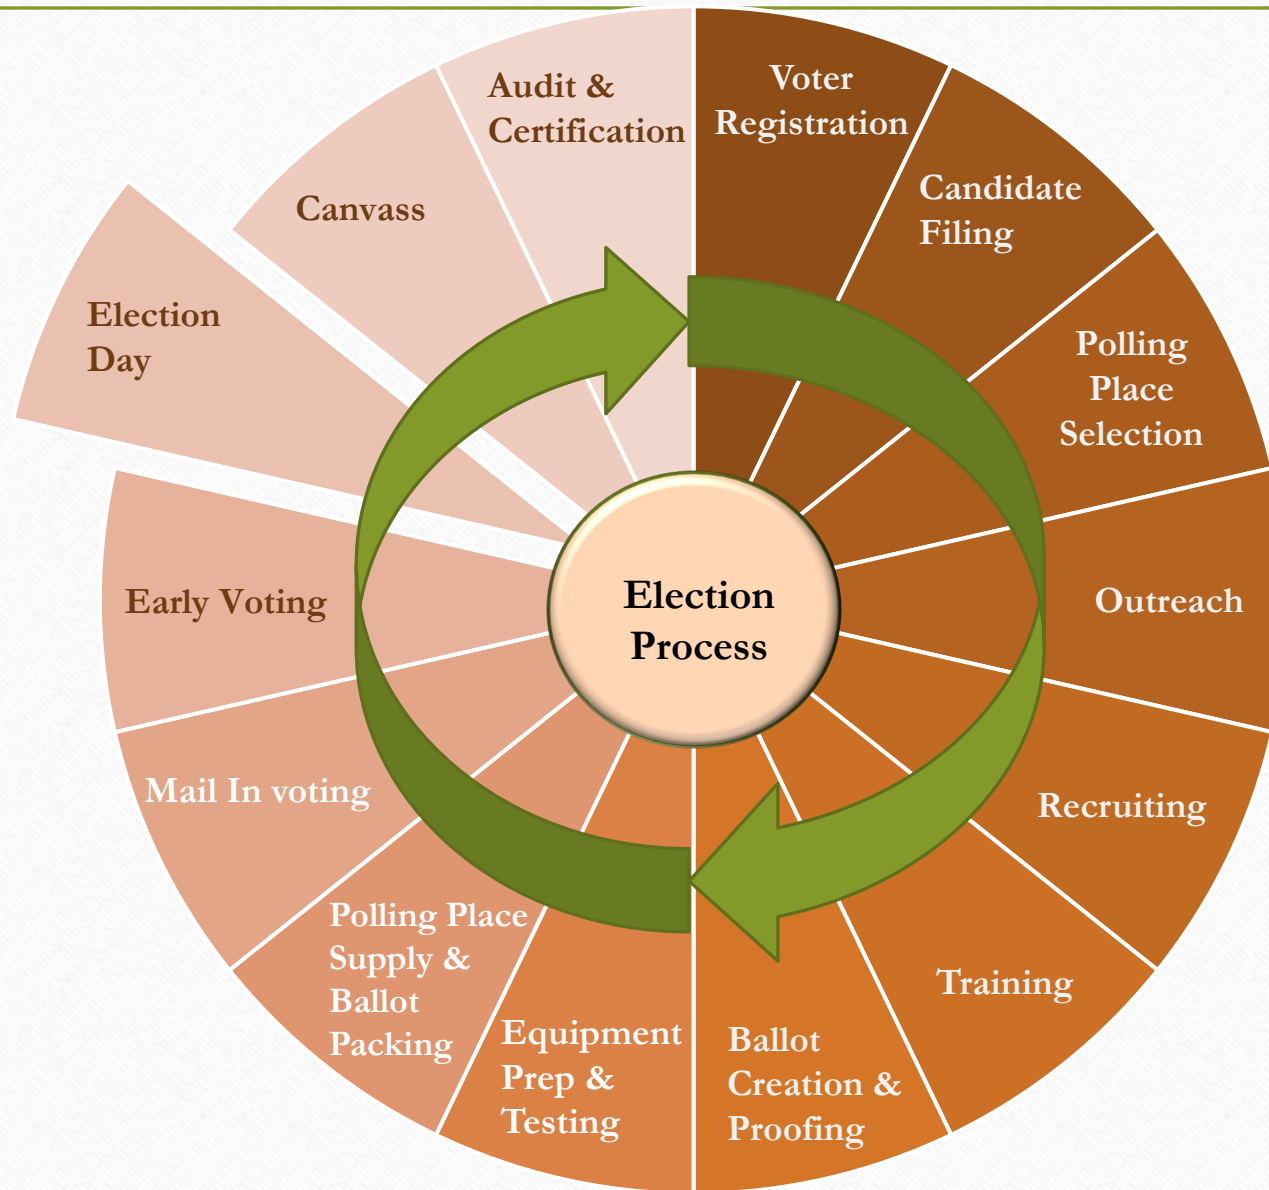 Voter
Registration
Candidate
Filing
Polling
Place
Selection
Outreach
Recruiting
Training
Ballot
Creation &
Proofing
Equipment
Prep &
Testing
Polling Place
Supply &
Ballot
Packing
Mail In voting
Early Voting
Election
Day
Canvass
Audit &
Certification
Election
Process